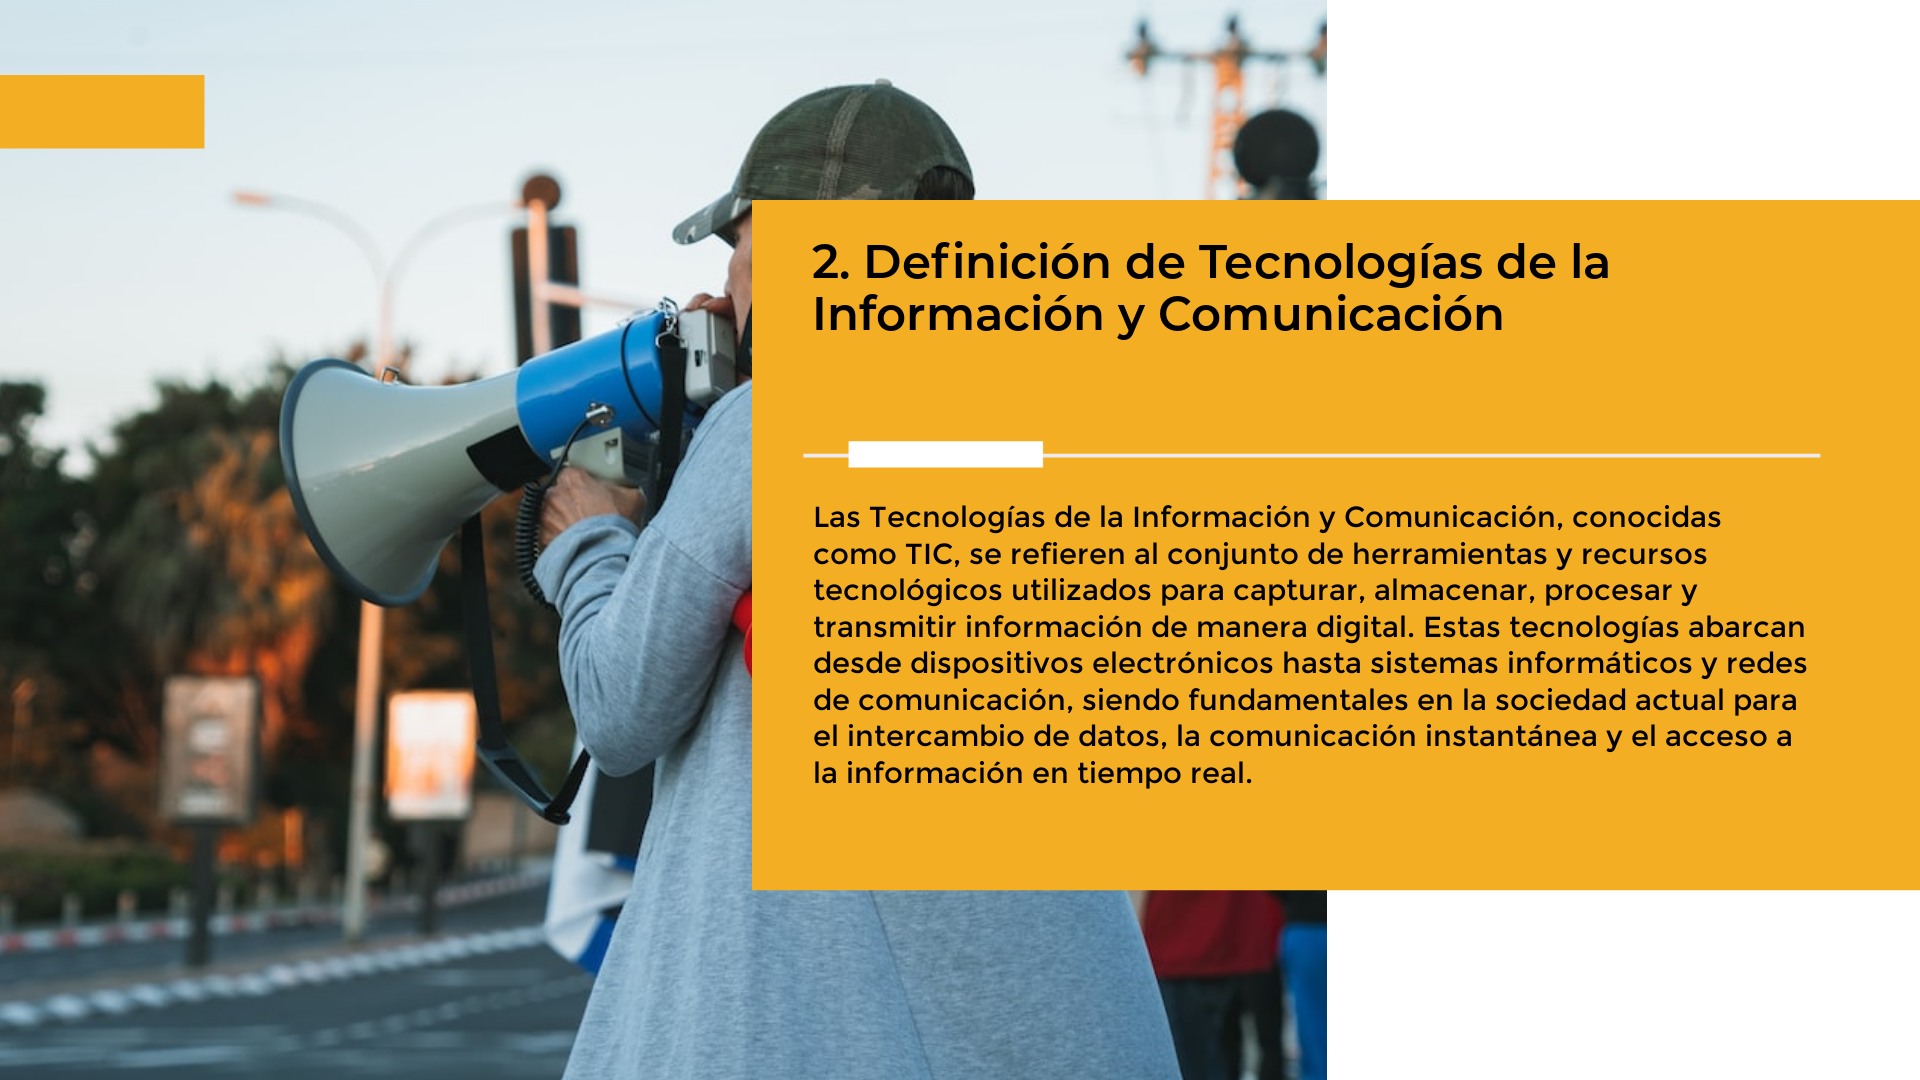 2. Definición de Tecnologías de la
Información y Comunicación
Las Tecnologías de la Información y Comunicación, conocidas
como TIC, se refieren al conjunto de herramientas y recursos
tecnológicos utilizados para capturar, almacenar, procesar y
transmitir información de manera digital. Estas tecnologías abarcan
desde dispositivos electrónicos hasta sistemas informáticos y redes
de comunicación, siendo fundamentales en la sociedad actual para
el intercambio de datos, la comunicación instantánea y el acceso a
la información en tiempo real.